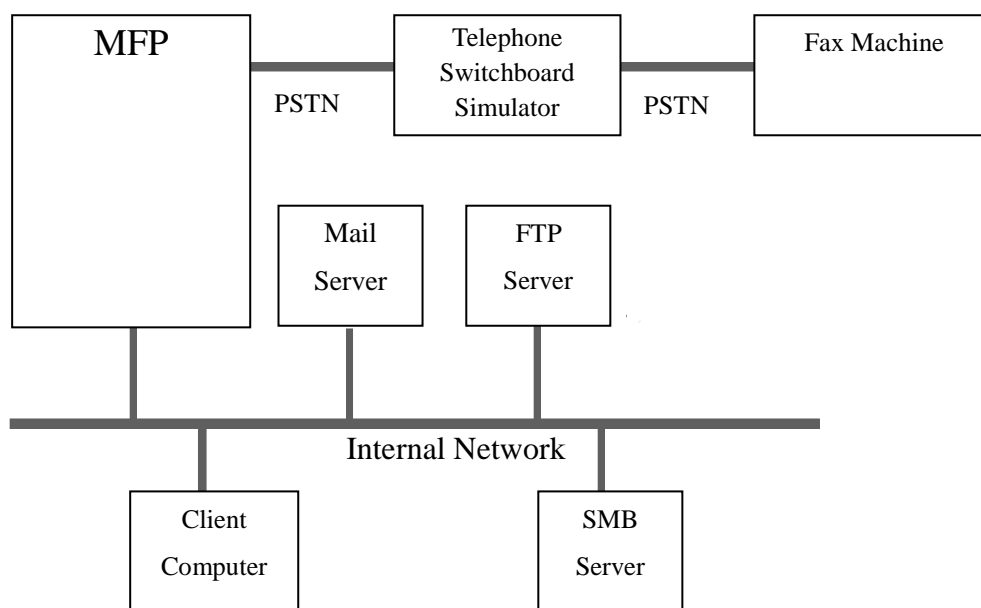 MFP
Telephone
Switchboard
Simulator
Fax Machine
PSTN
PSTN
Mail
Server
FTP
Server
Internal Network
Client
Computer
SMB
Server